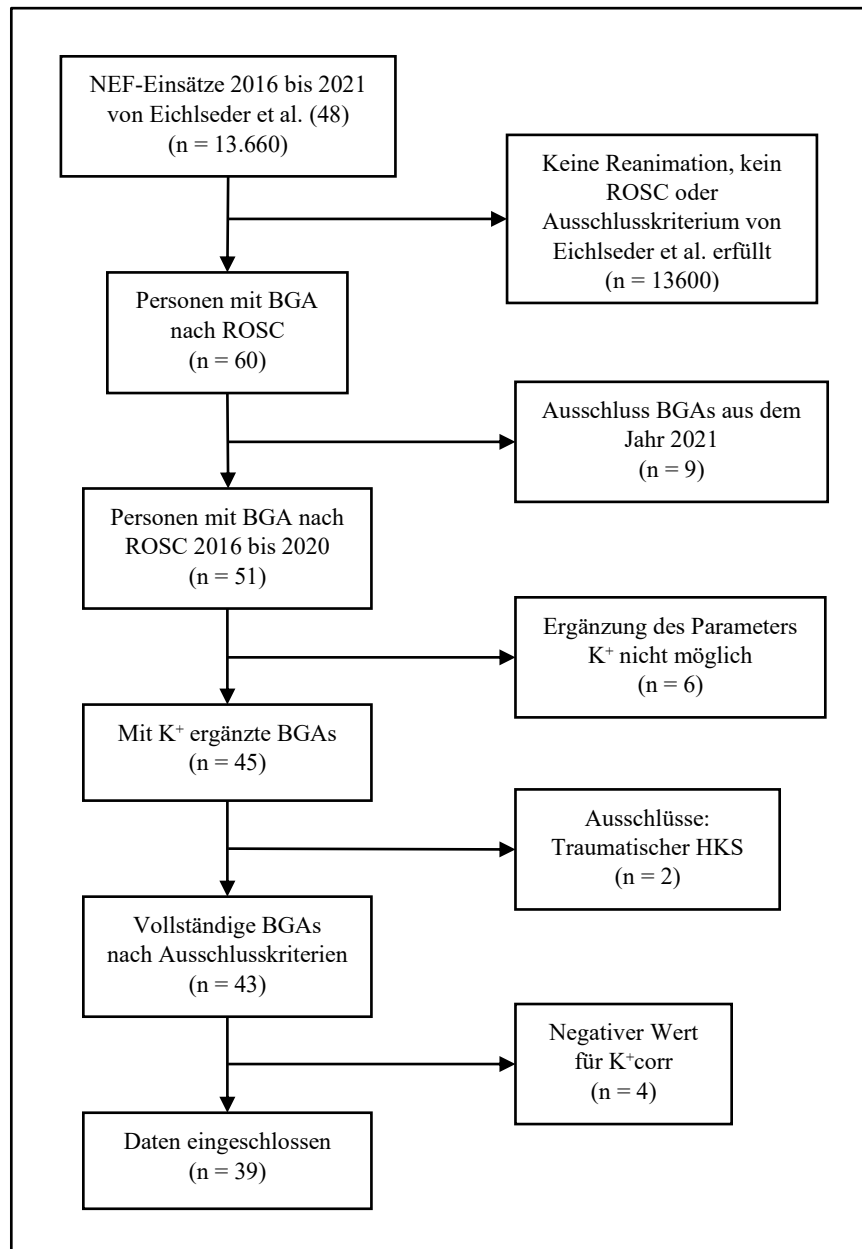 NEF-Einsätze 2016 bis 2021
von Eichlseder et al. (48)
(n = 13.660)
Keine Reanimation, kein
ROSC oder
Ausschlusskriterium von
Eichlseder et al. erfüllt
(n = 13600)
Personen mit BGA
nach ROSC
(n = 60)
Ausschluss BGAs aus dem
Jahr 2021
(n = 9)
Personen mit BGA nach
ROSC 2016 bis 2020
(n = 51)
Ergänzung des Parameters
K⁺ nicht möglich
(n = 6)
Mit K⁺ ergänzte BGAs
(n = 45)
Ausschlüsse:
Traumatischer HKS
(n = 2)
Vollständige BGAs
nach Ausschlusskriterien
(n = 43)
Negativer Wert
für K⁺corr
(n = 4)
Daten eingeschlossen
(n = 39)